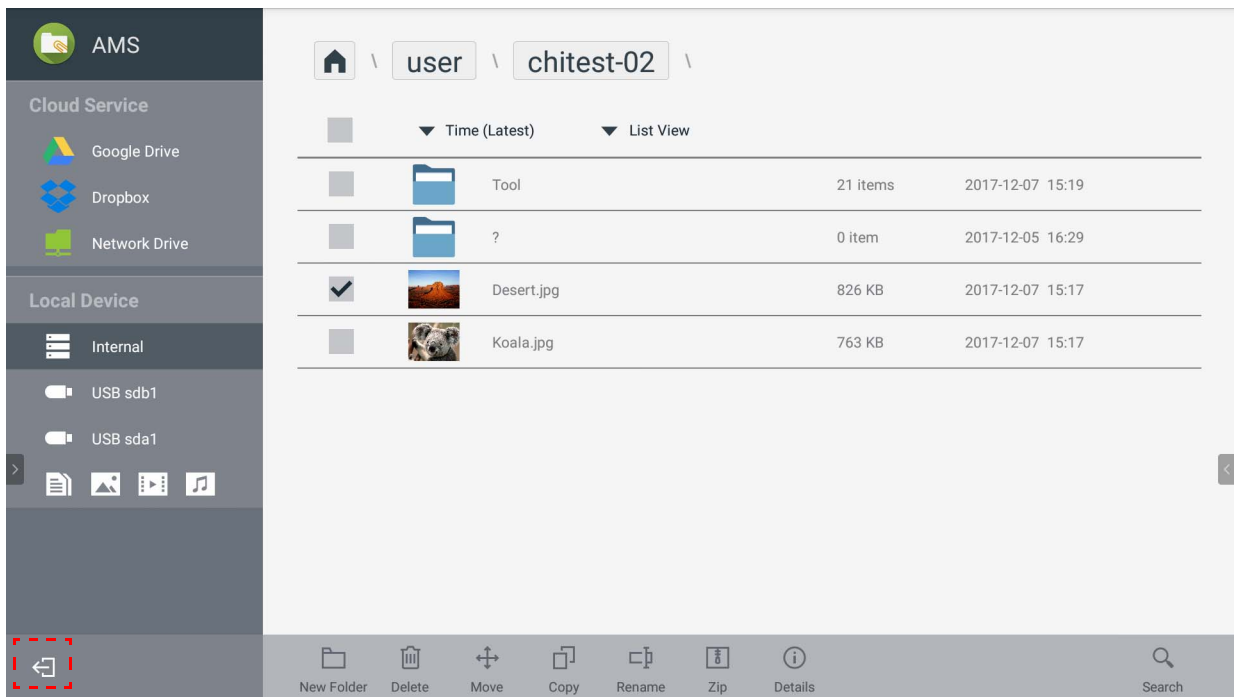 AMS
Cloud Service
Google Drive
Dropbox
Network Drive
Local Device
Internal
USB sdb1
USB sda1
\ user \ chitest-02 \
Time (Latest) List View
Tool 21 items 2017-12-07 15:19
? 0 item 2017-12-05 16:29
Desert.jpg 826 KB 2017-12-07 15:17
Koala.jpg 763 KB 2017-12-07 15:17
New Folder Delete Move Copy Rename Zip Details Search